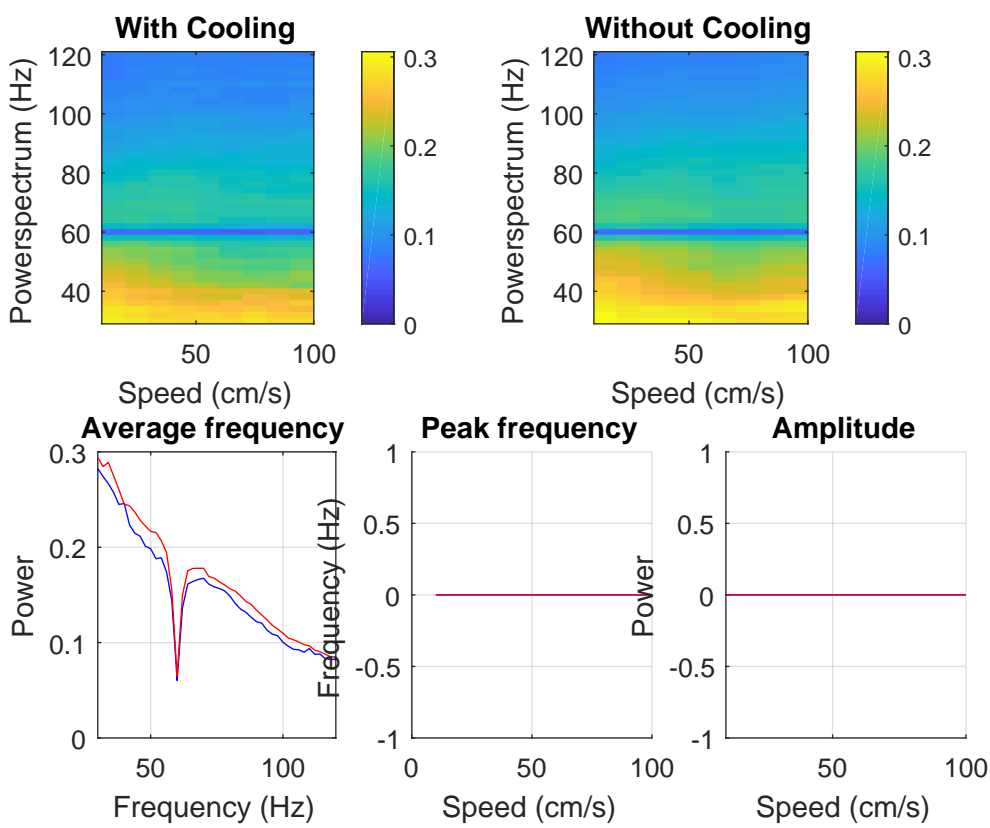 With Cooling
Powerspectrum (Hz)
120
100
80
60
40
50
100
Speed (cm/s)
0.3
0.2
0.1
0
Without Cooling
Powerspectrum (Hz)
120
100
80
60
40
50
100
Speed (cm/s)
0.3
0.2
0.1
0
Average frequency
Power
0.3
0.2
0.1
0
50
100
Frequency (Hz)
Peak frequency
Frequency (Hz)
1
0.5
0
-0.5
-1
0
50
100
Speed (cm/s)
Amplitude
Power
1
0.5
0
-0.5
-1
50
100
Speed (cm/s)